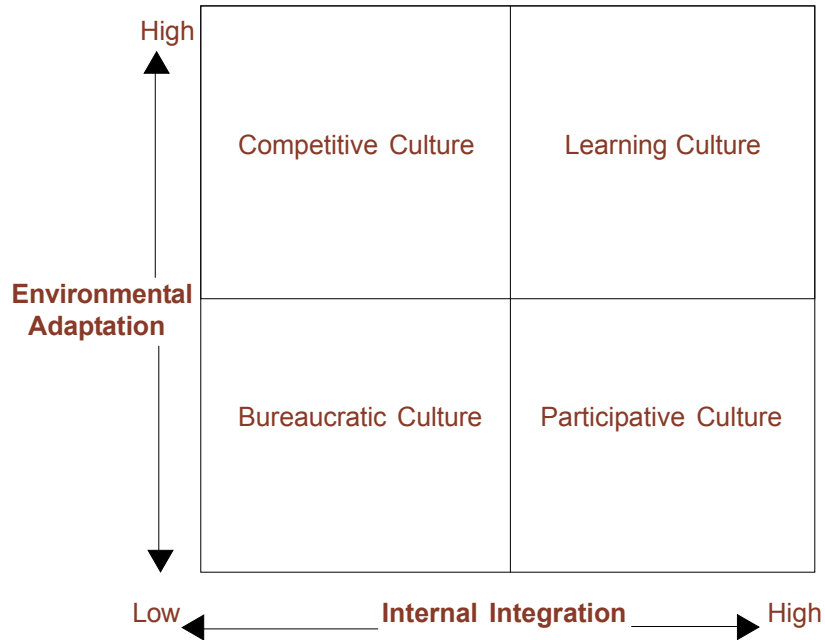 High
Competitive Culture
Learning Culture
Environmental
Adaptation
Bureaucratic Culture
Participative Culture
Low
Internal Integration
High